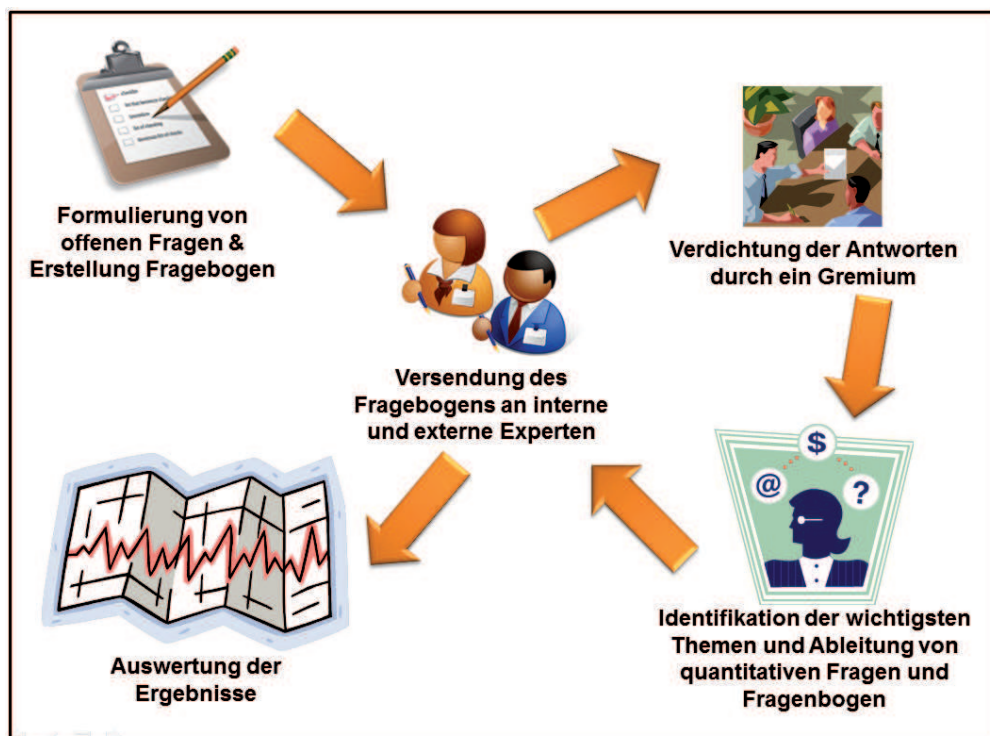 Formulierung von
offenen Fragen &
Erstellung Fragebogen
Versendung des
Fragebogens an interne
und externe Experten
Verdichtung der Antworten
durch ein Gremium
$
@
?
Identifikation der wichtigsten
Themen und Ableitung von
quantitativen Fragen und
Fragenbogen
Auswertung der
Ergebnisse